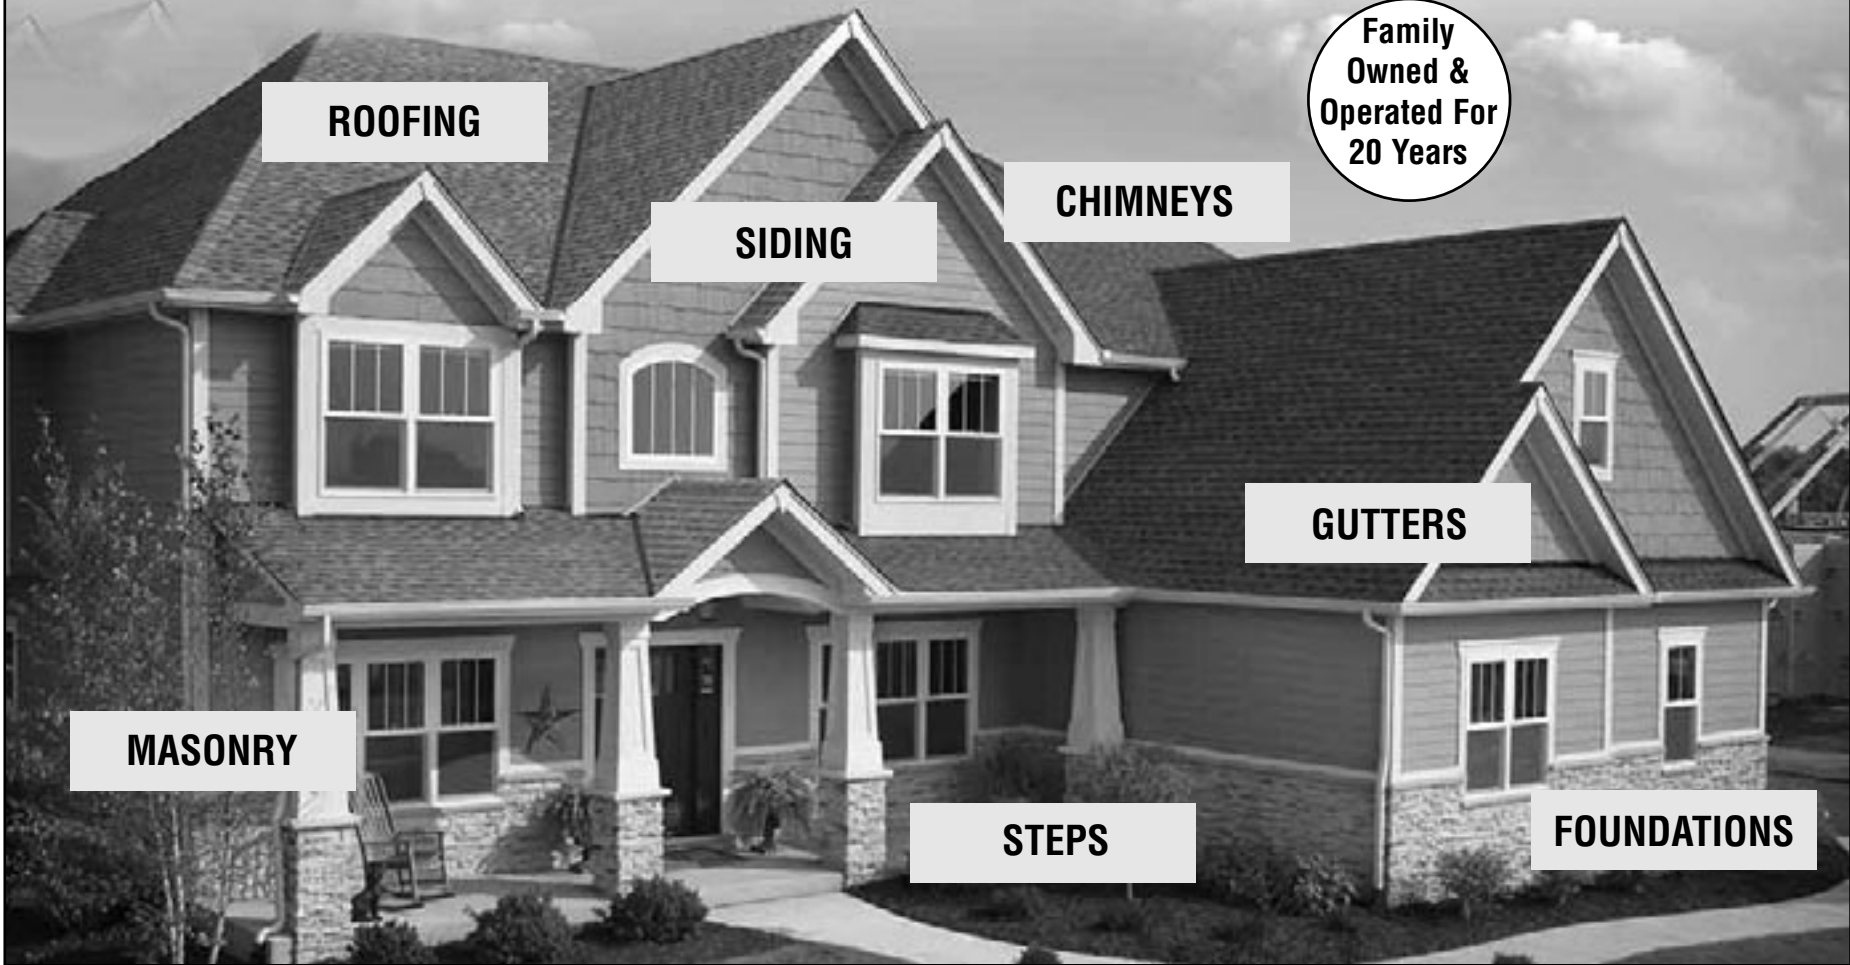 Family
Owned &
Operated For
20 Years
ROOFING
CHIMNEYS
SIDING
GUTTERS
MASONRY
STEPS
FOUNDATIONS